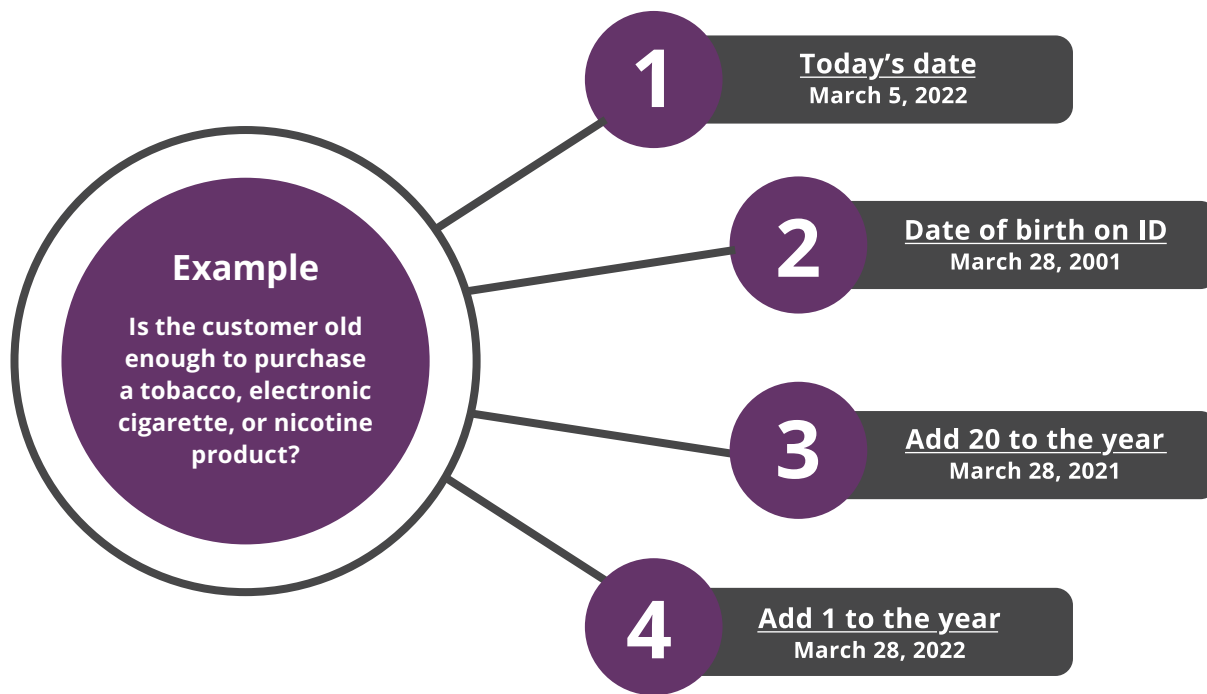 Example
Is the customer old
enough to purchase
a tobacco, electronic
cigarette, or nicotine
product?
1
Today’s date
March 5, 2022
2
Date of birth on ID
March 28, 2001
3
Add 20 to the year
March 28, 2021
4
Add 1 to the year
March 28, 2022